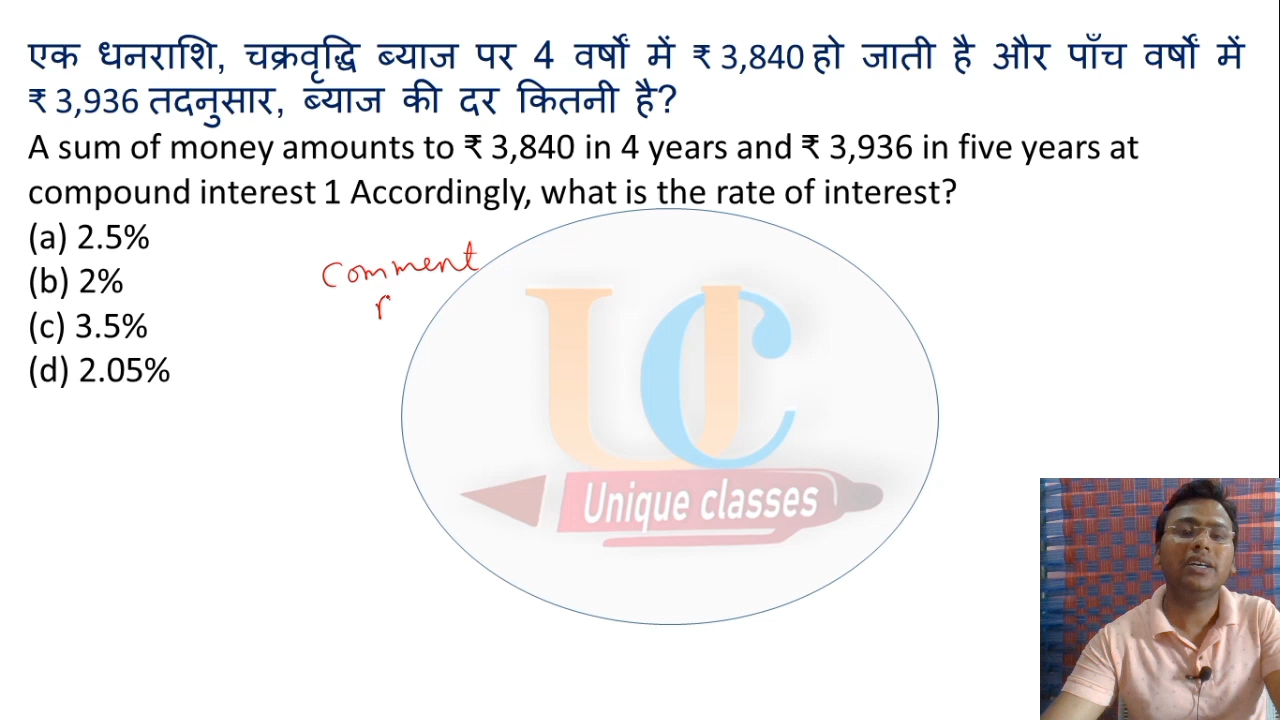 एक धनराशि, चक्रवृद्धि ब्याज पर 4 वर्षों में ₹ 3,840 हो जाती है और पाँच वर्षों में
₹ 3,936 तदनुसार, ब्याज की दर कितनी है?
A sum of money amounts to ₹ 3,840 in 4 years and ₹ 3,936 in five years at
compound interest 1 Accordingly, what is the rate of interest?
(a) 2.5%
(b) 2%
(c) 3.5%
(d) 2.05%
Comment
UC
Unique classes